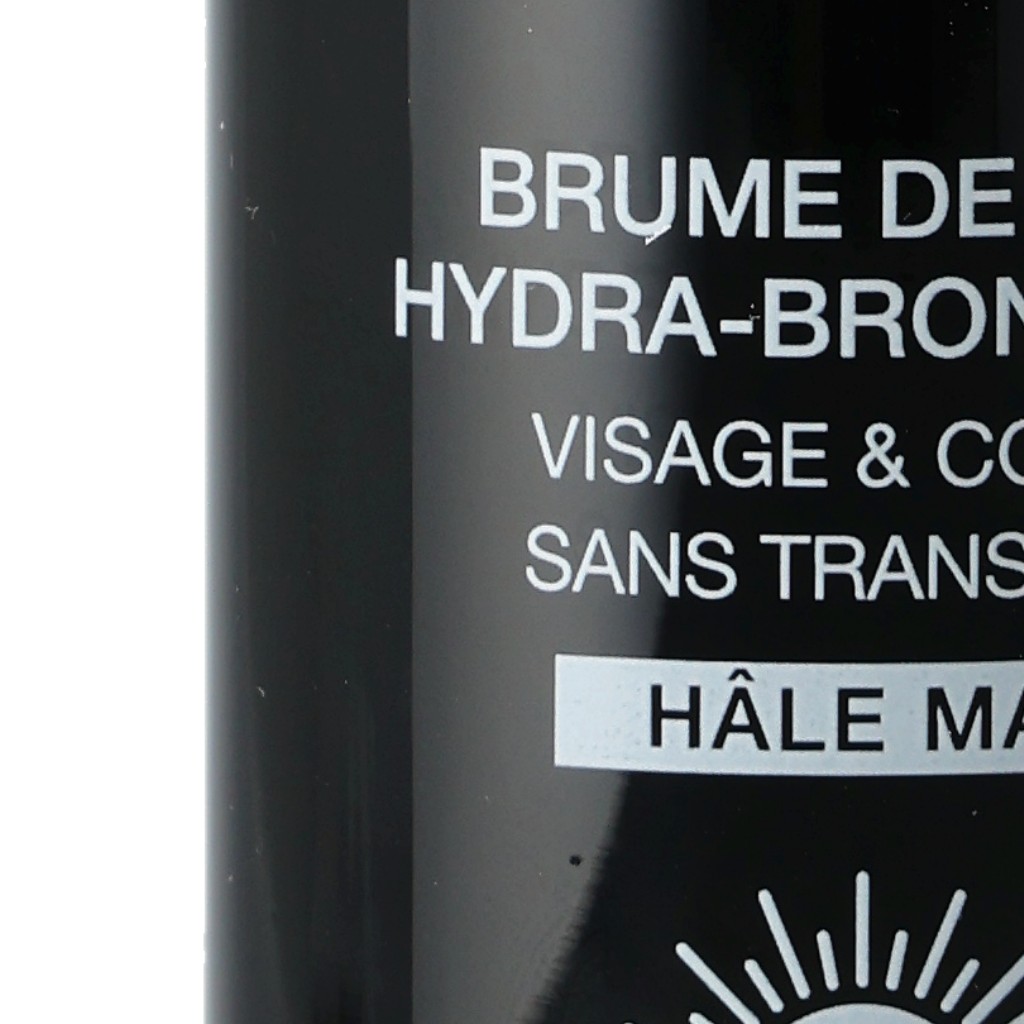 BRUME DE
HYDRA-BRON
VISAGE & CO
SANS TRANS
HÂLE MA